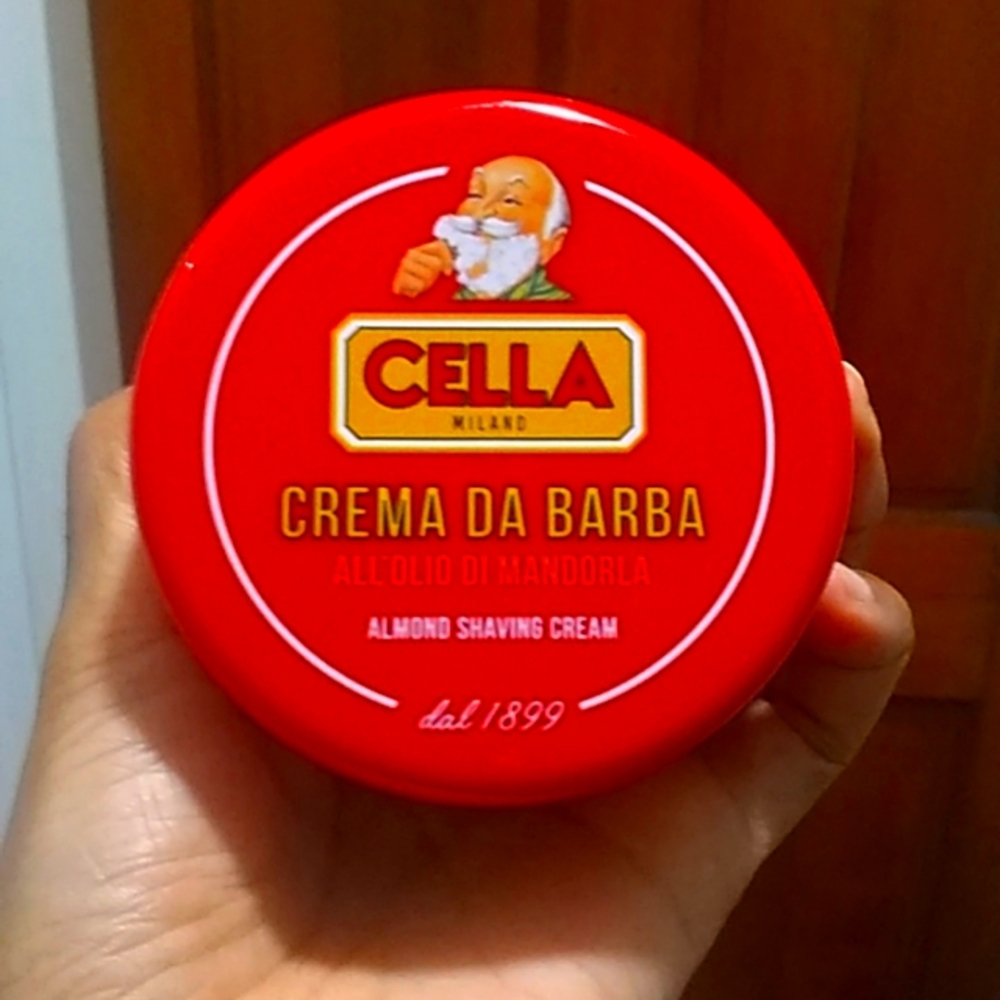 CELLA
MILANO
CREMA DA BARBA
ALL'OLIO DI MANDORLA
ALMOND SHAVING CREAM
dal 1899